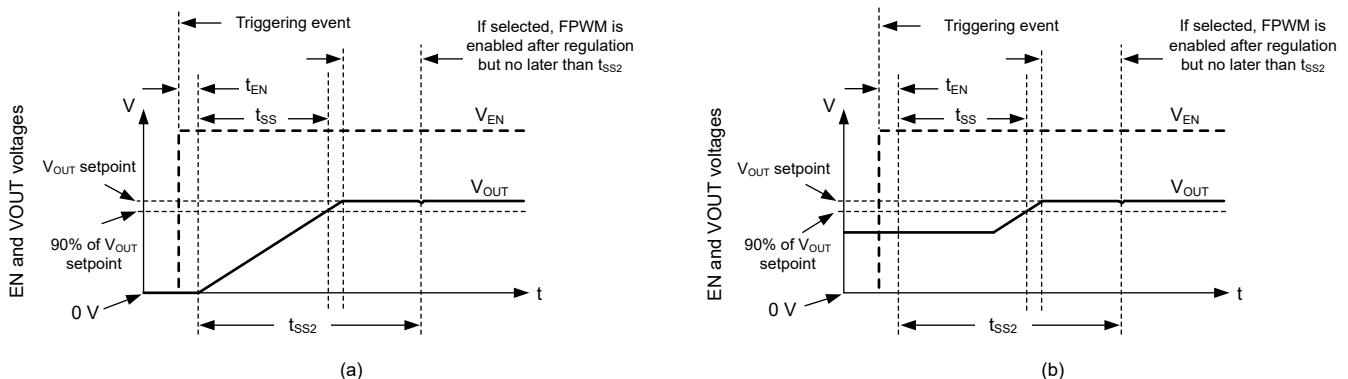 Triggering event
If selected, FPWM is
enabled after regulation
but no later than tSS2
tEN
V
tSS
VEN
EN and VOUT voltages
VOUT setpoint
VOUT
90% of VOUT
setpoint
0 V
t
tSS2
(a)
Triggering event
If selected, FPWM is
enabled after regulation
but no later than tSS2
tEN
V
tSS
VEN
EN and VOUT voltages
VOUT setpoint
VOUT
90% of VOUT
setpoint
0 V
t
tSS2
(b)